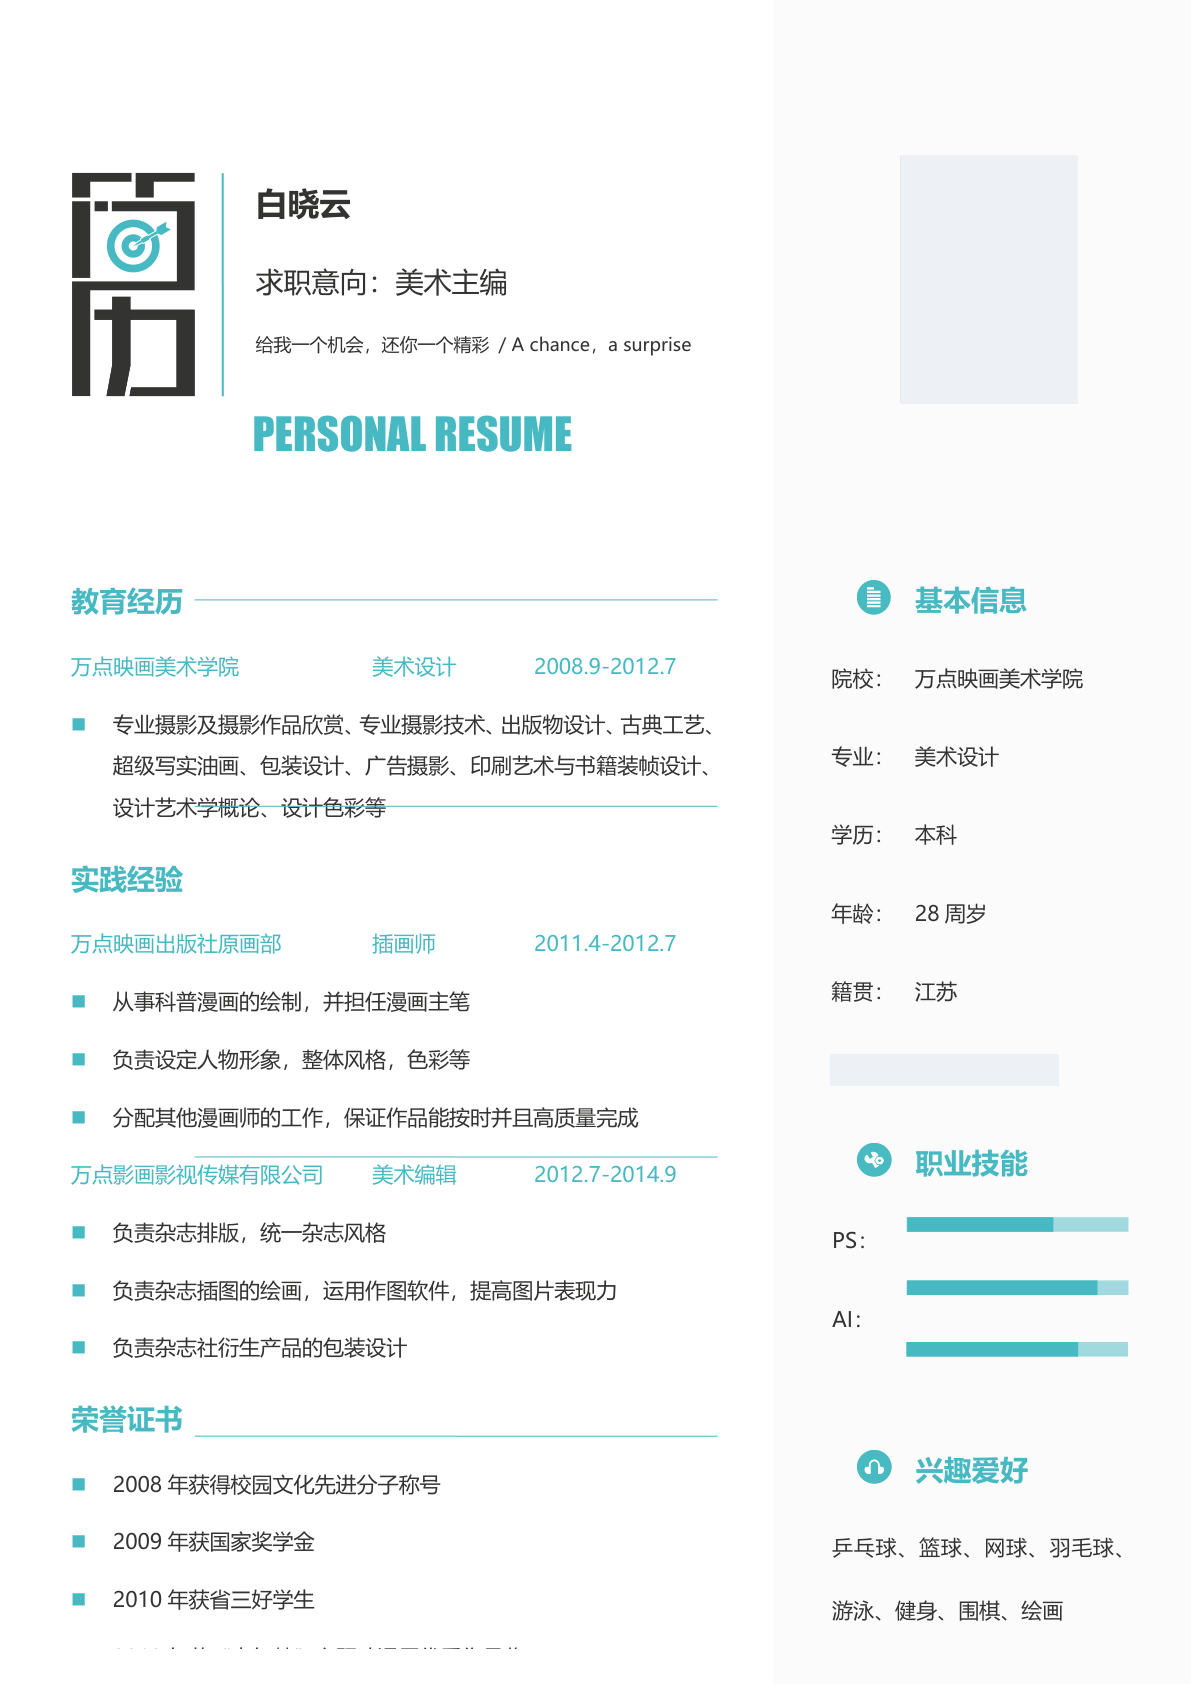 简历
白晓云
求职意向：美术主编
给我一个机会，还你一个精彩 / A chance，a surprise
PERSONAL RESUME
教育经历
万点映画美术学院 美术设计 2008.9-2012.7
专业摄影及摄影作品欣赏、专业摄影技术、出版物设计、古典工艺、
超级写实油画、包装设计、广告摄影、印刷艺术与书籍装帧设计、
设计艺术学概论、设计色彩等
实践经验
万点映画出版社原画部 插画师 2011.4-2012.7
从事科普漫画的绘制，并担任漫画主笔
负责设定人物形象，整体风格，色彩等
分配其他漫画师的工作，保证作品能按时并且高质量完成
万点影画影视传媒有限公司 美术编辑 2012.7-2014.9
负责杂志排版，统一杂志风格
负责杂志插图的绘画，运用作图软件，提高图片表现力
负责杂志社衍生产品的包装设计
荣誉证书
2008 年获得校园文化先进分子称号
2009 年获国家奖学金
2010 年获省三好学生
基本信息
院校： 万点映画美术学院
专业： 美术设计
学历： 本科
年龄： 28 周岁
籍贯： 江苏
职业技能
PS：
AI：
兴趣爱好
乒乓球、篮球、网球、羽毛球、
游泳、健身、围棋、绘画